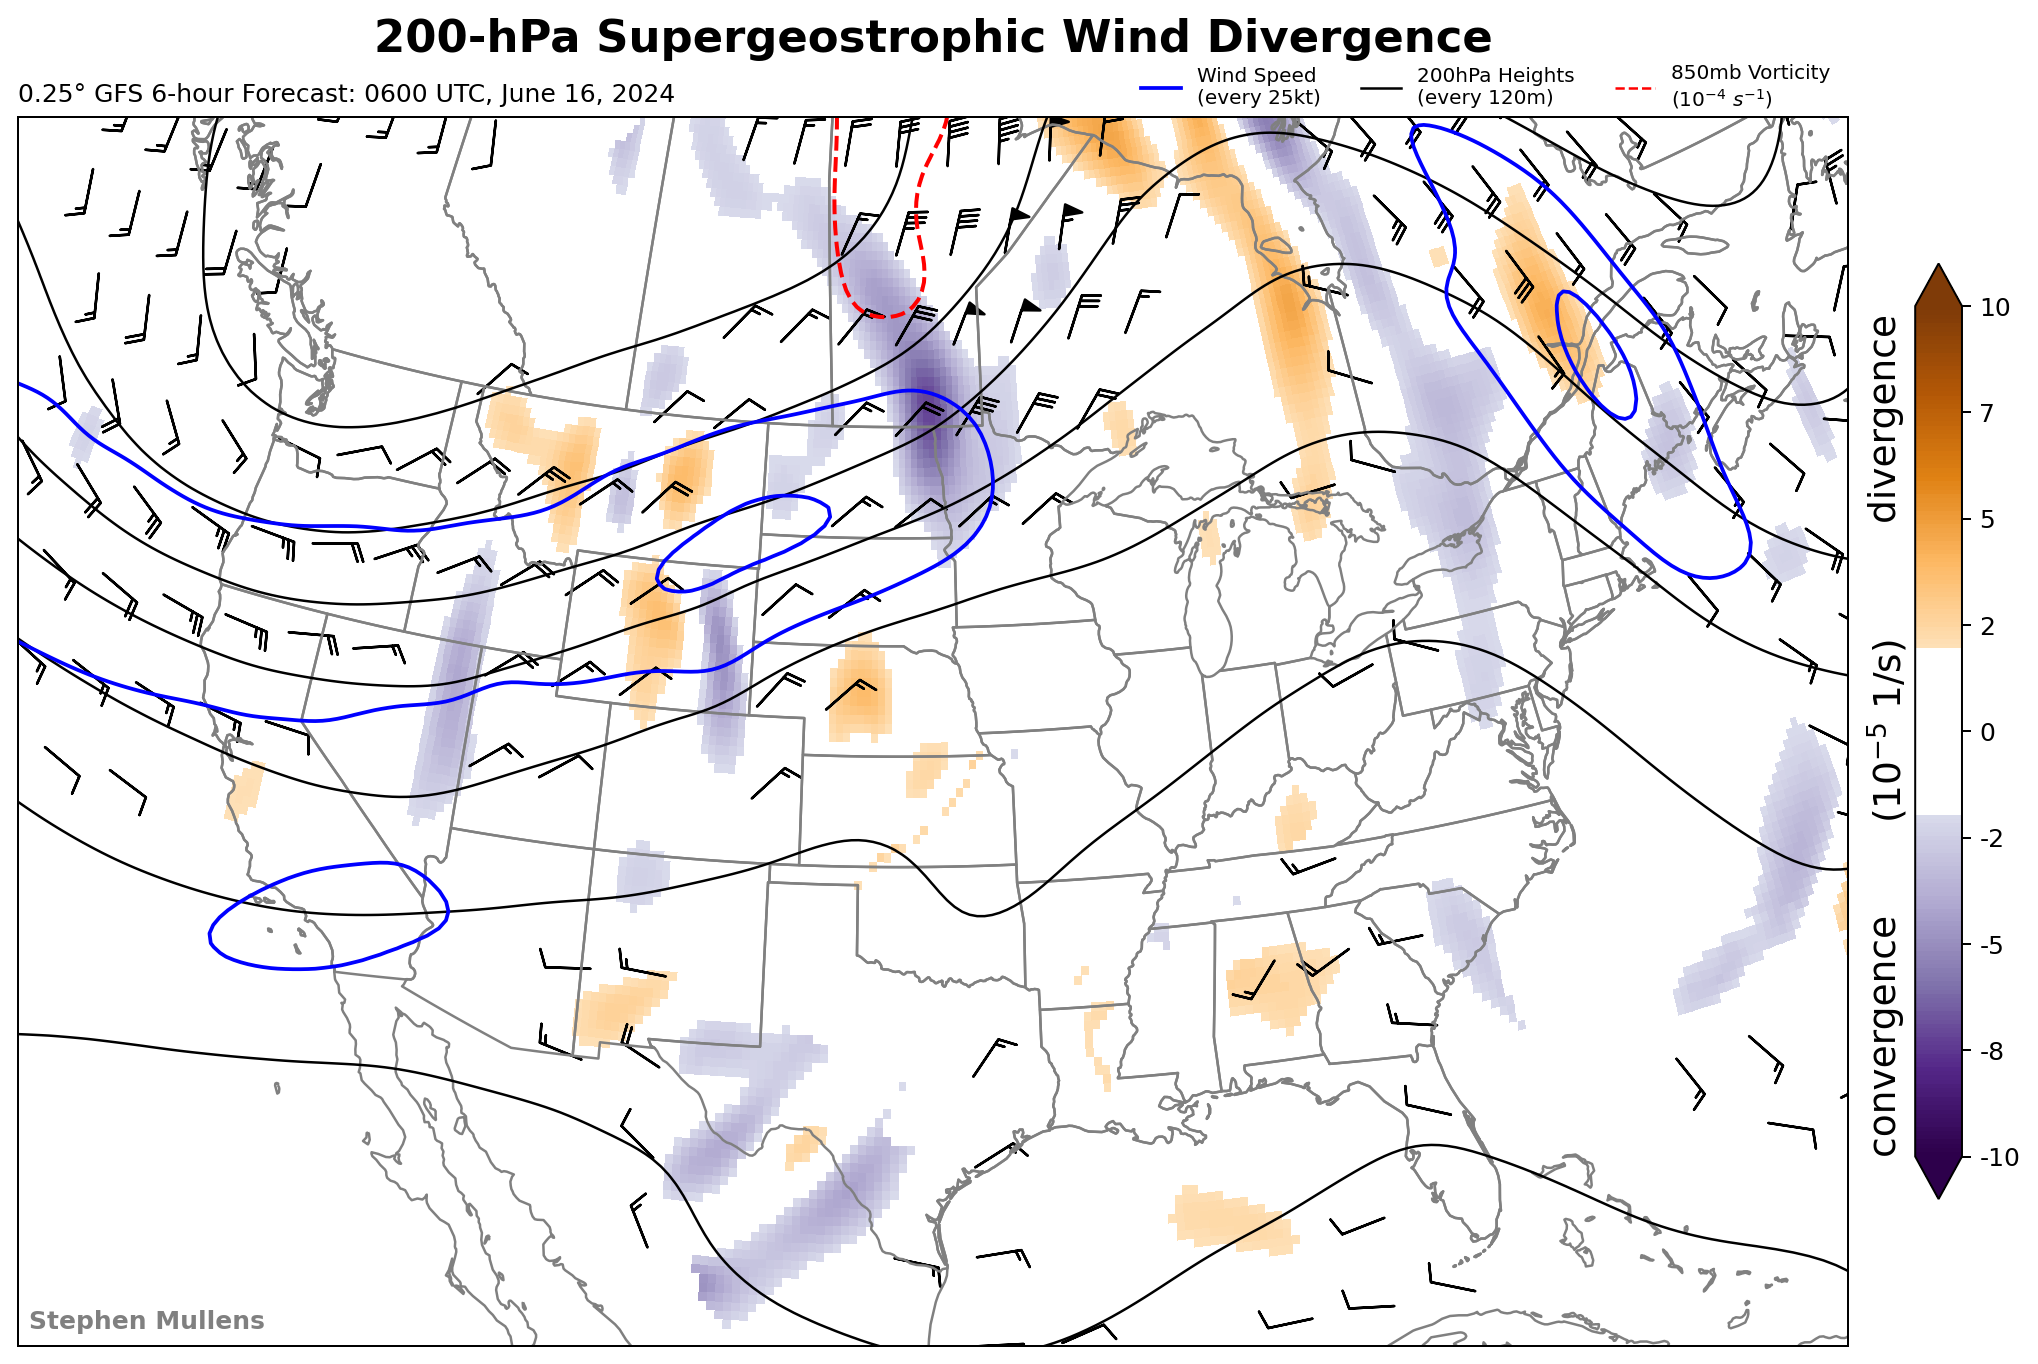 200-hPa Supergeostrophic Wind Divergence
0.25° GFS 6-hour Forecast: 0600 UTC, June 16, 2024
Wind Speed
(every 25kt)
200hPa Heights
(every 120m)
850mb Vorticity
(10⁻⁴ s⁻¹)
10
7
5
2
0
-2
-5
-8
-10
convergence (10⁻⁵ 1/s) divergence
Stephen Mullens